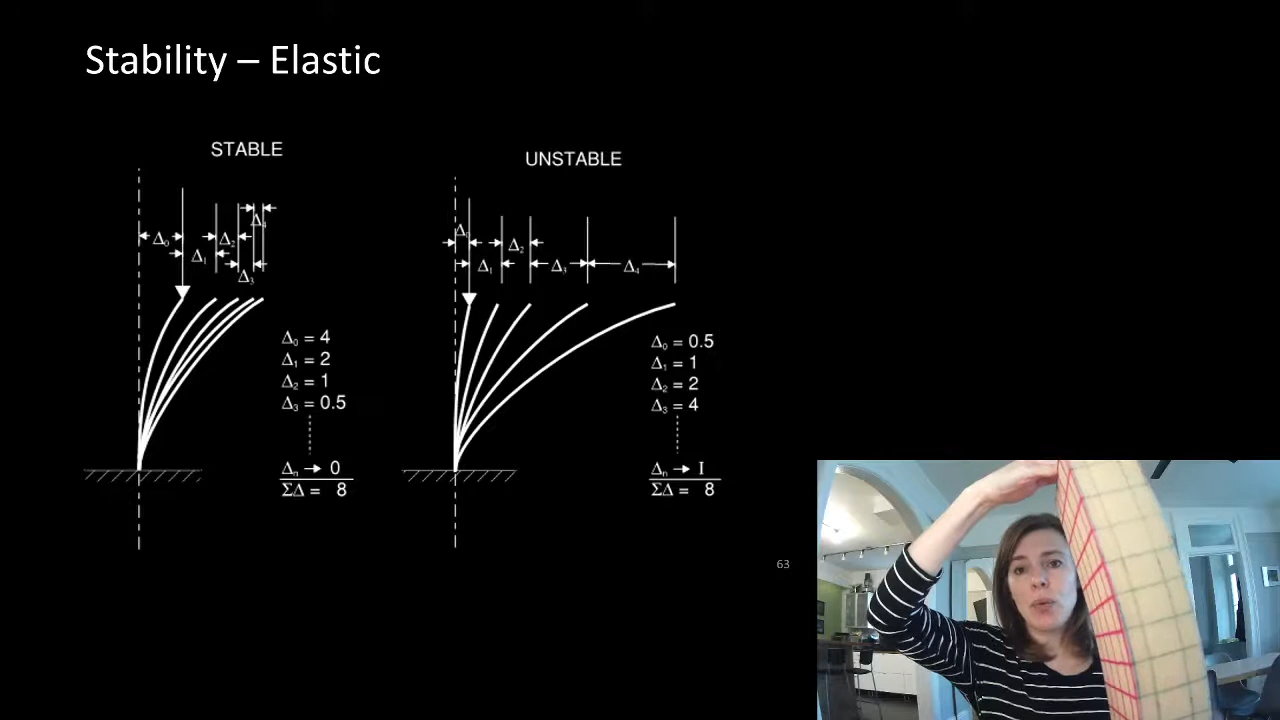 Stability – Elastic
STABLE
Δ₀
Δ₁
Δ₂
Δ₃
Δ₄
Δ₀ = 4
Δ₁ = 2
Δ₂ = 1
Δ₃ = 0.5
Δₙ → 0
ΣΔ = 8
UNSTABLE
Δ₀
Δ₁
Δ₂
Δ₃
Δ₄
Δ₀ = 0.5
Δ₁ = 1
Δ₂ = 2
Δ₃ = 4
Δₙ → I
ΣΔ = 8
63